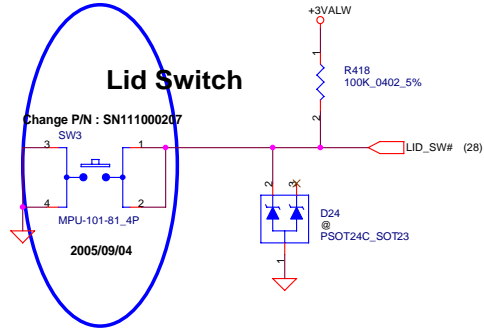 +3VALW
1
R418
100K_0402_5%
2
Lid Switch
Change P/N : SN111000207
SW3
3
1
4
2
MPU-101-81_4P
2005/09/04
LID_SW# (28)
2
3
D24
@
PSOT24C_SOT23
1